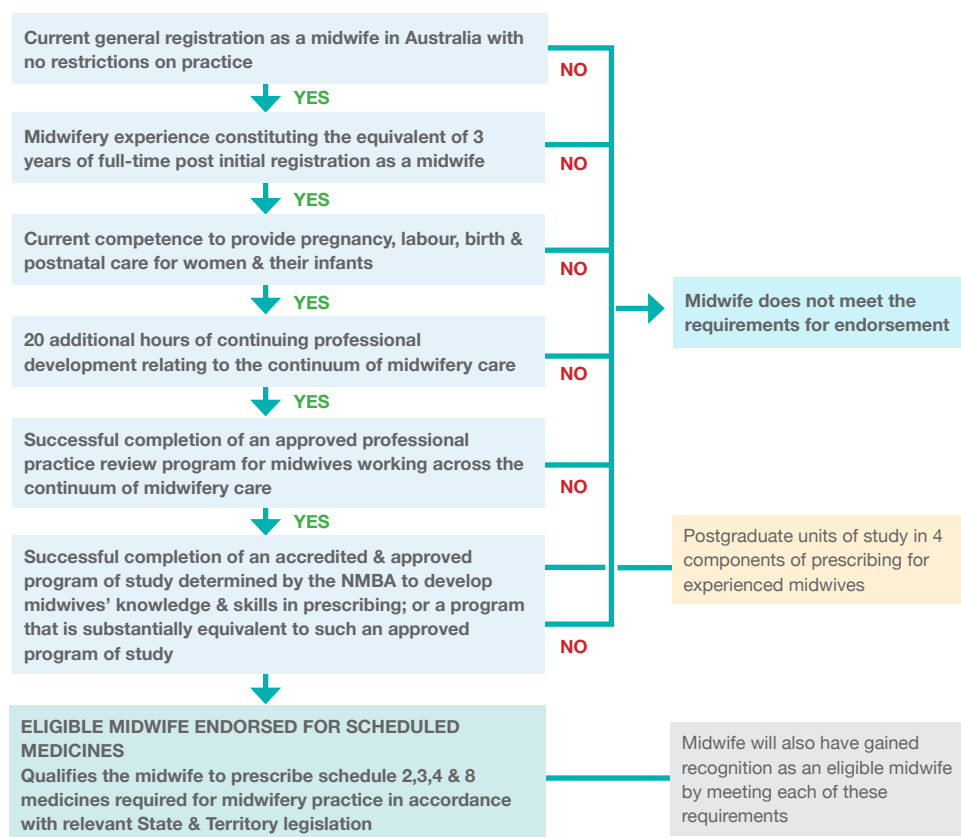 Current general registration as a midwife in Australia with
no restrictions on practice
NO
YES
Midwifery experience constituting the equivalent of 3
years of full-time post initial registration as a midwife
NO
YES
Current competence to provide pregnancy, labour, birth &
postnatal care for women & their infants
NO
YES
Midwife does not meet the
requirements for endorsement
20 additional hours of continuing professional
development relating to the continuum of midwifery care
NO
YES
Successful completion of an approved professional
practice review program for midwives working across the
continuum of midwifery care
NO
YES
Successful completion of an accredited & approved
program of study determined by the NMBA to develop
midwives’ knowledge & skills in prescribing; or a program
that is substantially equivalent to such an approved
program of study
NO
Postgraduate units of study in 4
components of prescribing for
experienced midwives
ELIGIBLE MIDWIFE ENDORSED FOR SCHEDULED
MEDICINES
Qualifies the midwife to prescribe schedule 2,3,4 & 8
medicines required for midwifery practice in accordance
with relevant State & Territory legislation
Midwife will also have gained
recognition as an eligible midwife
by meeting each of these
requirements